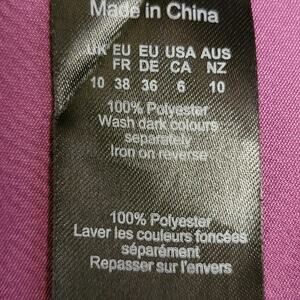 Made in China
UK EU EU USA AUS
FR DE CA NZ
10 38 36 6 10
100% Polyester
Wash dark colours
separately
Iron on reverse
100% Polyester
Laver les couleurs foncées
séparément
Repasser sur l'envers